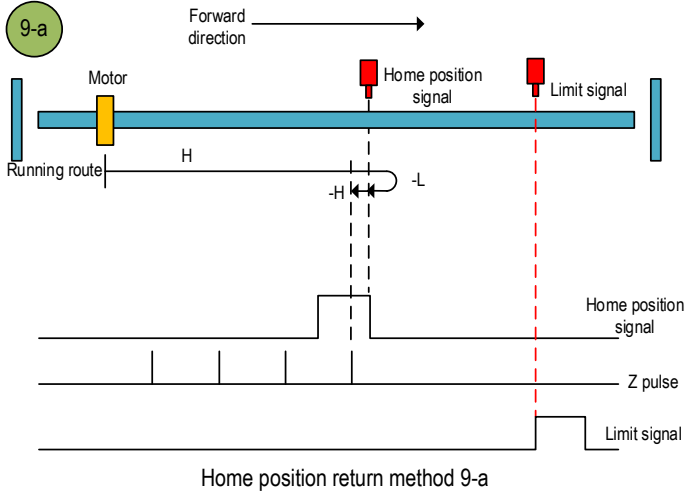 9-a
Forward
direction
Motor
Home position
signal
Limit signal
Running route
H
-H
-L
Home position
signal
Z pulse
Limit signal
Home position return method 9-a